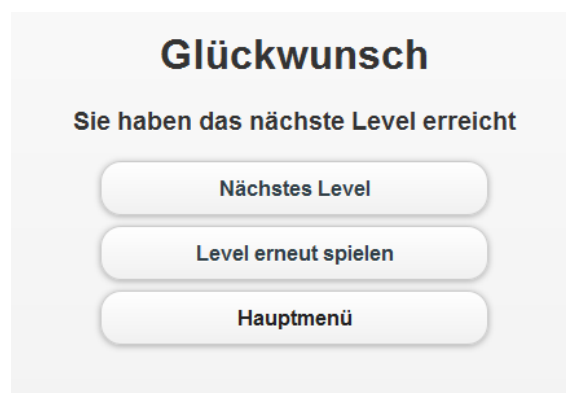 Glückwunsch
Sie haben das nächste Level erreicht
Nächstes Level
Level erneut spielen
Hauptmenü